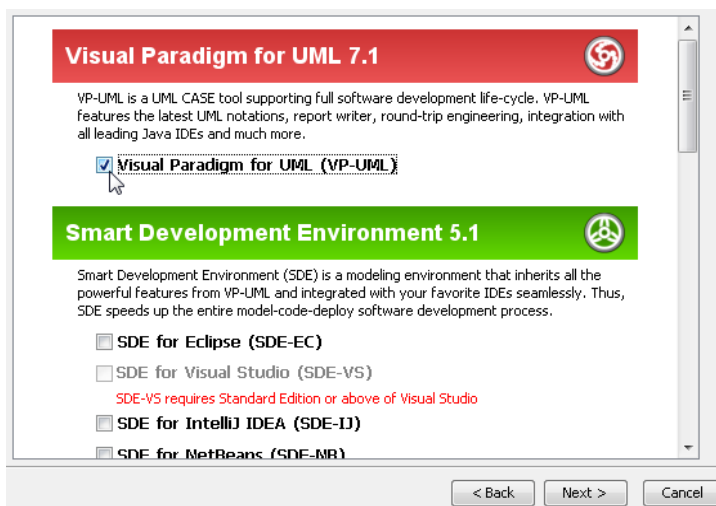 Visual Paradigm for UML 7.1
VP-UML is a UML CASE tool supporting full software development life-cycle. VP-UML
features the latest UML notations, report writer, round-trip engineering, integration with
all leading Java IDEs and much more.
Visual Paradigm for UML (VP-UML)
Smart Development Environment 5.1
Smart Development Environment (SDE) is a modeling environment that inherits all the
powerful features from VP-UML and integrated with your favorite IDEs seamlessly. Thus,
SDE speeds up the entire model-code-deploy software development process.
SDE for Eclipse (SDE-EC)
SDE for Visual Studio (SDE-VS)
SDE-VS requires Standard Edition or above of Visual Studio
SDE for IntelliJ IDEA (SDE-IJ)
SDE for NetBeans (SDE-NB)
< Back
Next >
Cancel